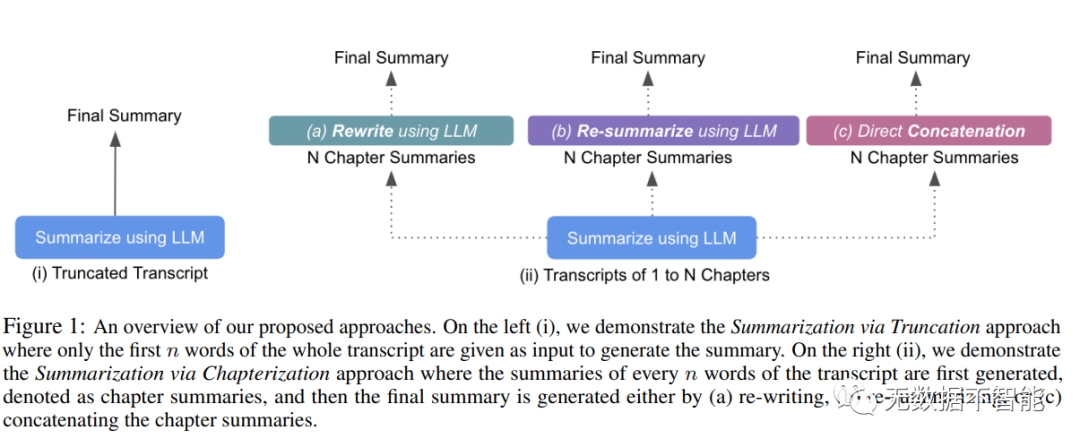 Final Summary
Final Summary
Final Summary
Final Summary
(a) Rewrite using LLM
(b) Re-summarize using LLM
(c) Direct Concatenation
N Chapter Summaries
N Chapter Summaries
N Chapter Summaries
Summarize using LLM
Summarize using LLM
(i) Truncated Transcript
(ii) Transcripts of 1 to N Chapters
Figure 1: An overview of our proposed approaches. On the left (i), we demonstrate the Summarization via Truncation approach
where only the first n words of the whole transcript are given as input to generate the summary. On the right (ii), we demonstrate
the Summarization via Chapterization approach where the summaries of every n words of the transcript are first generated,
denoted as chapter summaries, and then the final summary is generated either by (a) re-writing,
无数据不智能
concatenating the chapter summaries.